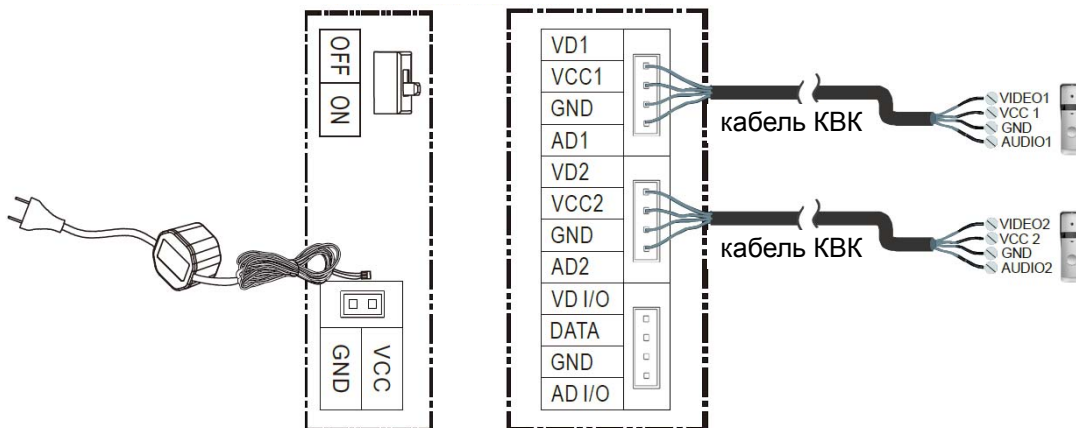 OFF
ON
GND
VCC
VD1
VCC1
GND
AD1
VD2
VCC2
GND
AD2
VD I/O
DATA
GND
AD I/O
кабель КВК
VIDEO1
VCC 1
GND
AUDIO1
кабель КВК
VIDEO2
VCC 2
GND
AUDIO2